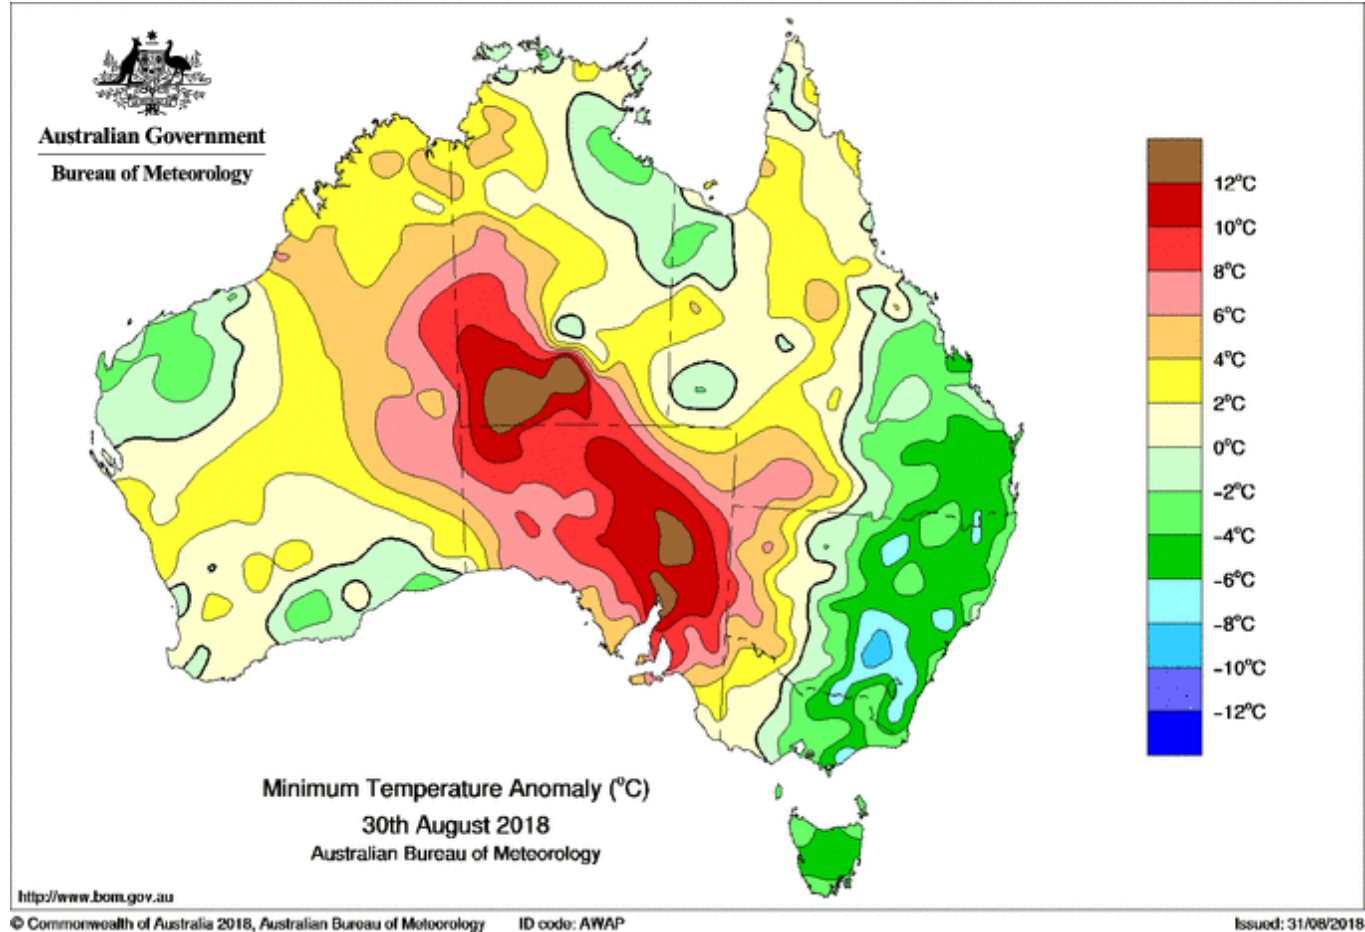 Australian Government
Bureau of Meteorology
12°C
10°C
8°C
6°C
4°C
2°C
0°C
−2°C
−4°C
−6°C
−8°C
−10°C
−12°C
Minimum Temperature Anomaly (°C)
30th August 2018
Australian Bureau of Meteorology
http://www.bom.gov.au
© Commonwealth of Australia 2018, Australian Bureau of Meteorology ID code: AWAP Issued: 31/08/2018